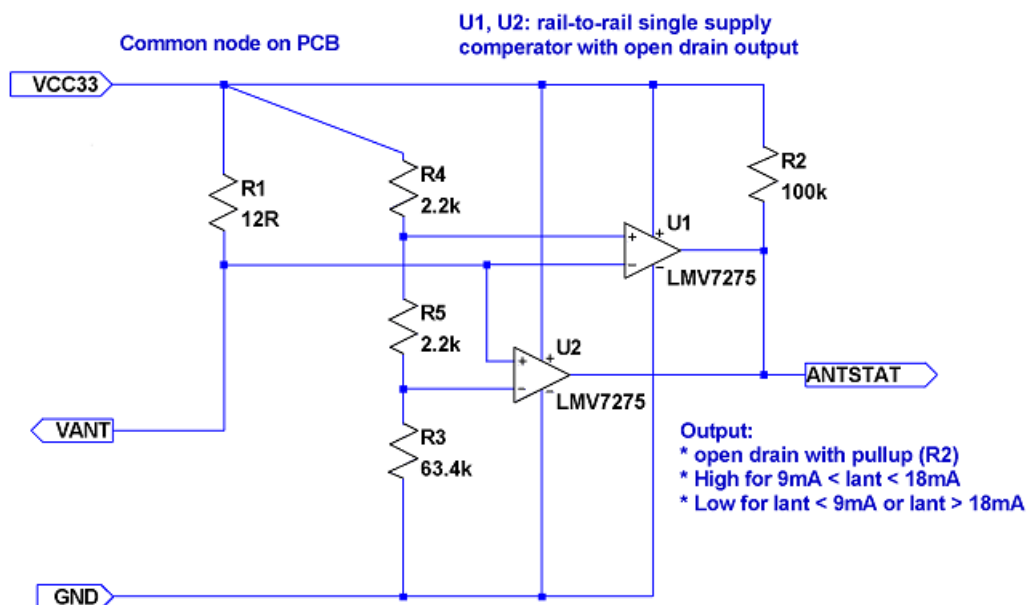 U1, U2: rail-to-rail single supply
comperator with open drain output
Common node on PCB
VCC33
R1
12R
R4
2.2k
R2
100k
+
-
+
-
U1
LMV7275
R5
2.2k
+
-
+
-
U2
LMV7275
ANTSTAT
VANT
R3
63.4k
Output:
* open drain with pullup (R2)
* High for 9mA < Iant < 18mA
* Low for Iant < 9mA or Iant > 18mA
GND